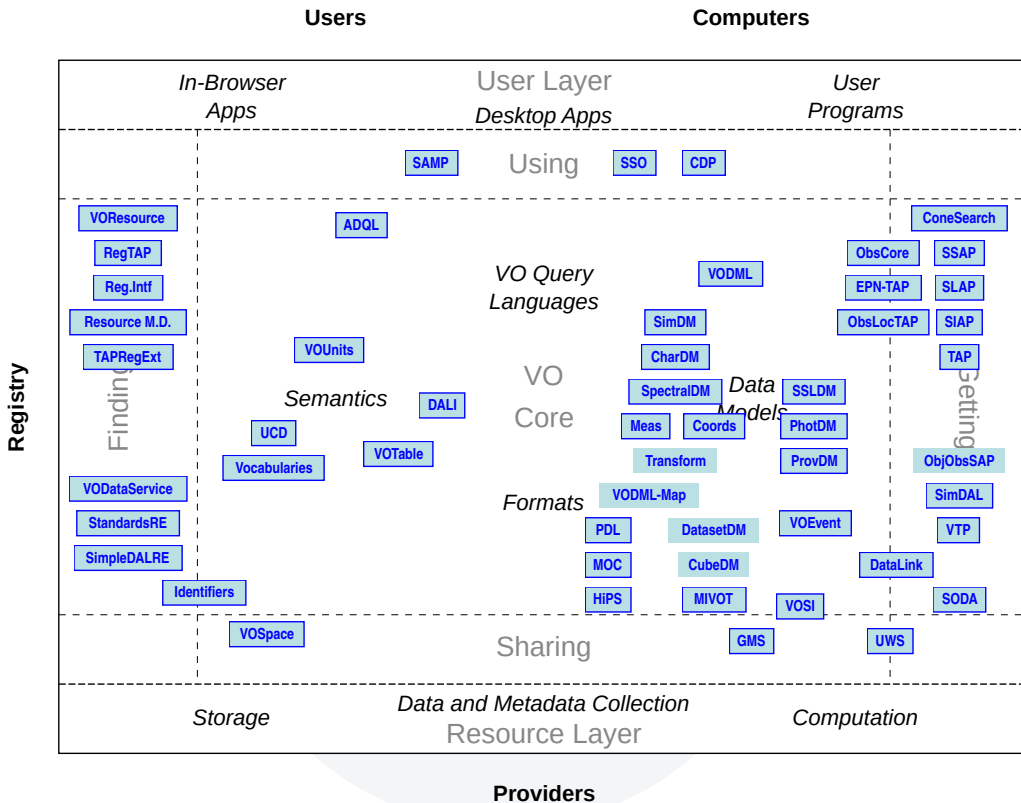 Users
Computers
In-Browser
Apps
User Layer
Desktop Apps
User
Programs
SAMP
Using
SSO
CDP
VOResource
ADQL
ConeSearch
RegTAP
ObsCore
SSAP
VO Query
Languages
VODML
Reg.Intf
EPN-TAP
SLAP
Resource M.D.
SimDM
ObsLocTAP
SIAP
TAPRegExt
VOUnits
CharDM
TAP
Registry
Finding
Semantics
VO
Core
SpectralDM
Data
Models
SSLDM
Getting
DALI
UCD
Meas
Coords
PhotDM
VOTable
Vocabularies
Transform
ProvDM
ObjObsSAP
VODataService
Formats
VODML-Map
SimDAL
StandardsRE
PDL
DatasetDM
VOEvent
VTP
SimpleDALRE
MOC
CubeDM
DataLink
Identifiers
HiPS
MIVOT
VOSI
SODA
VOSpace
Sharing
GMS
UWS
Storage
Data and Metadata Collection
Computation
Resource Layer
Providers